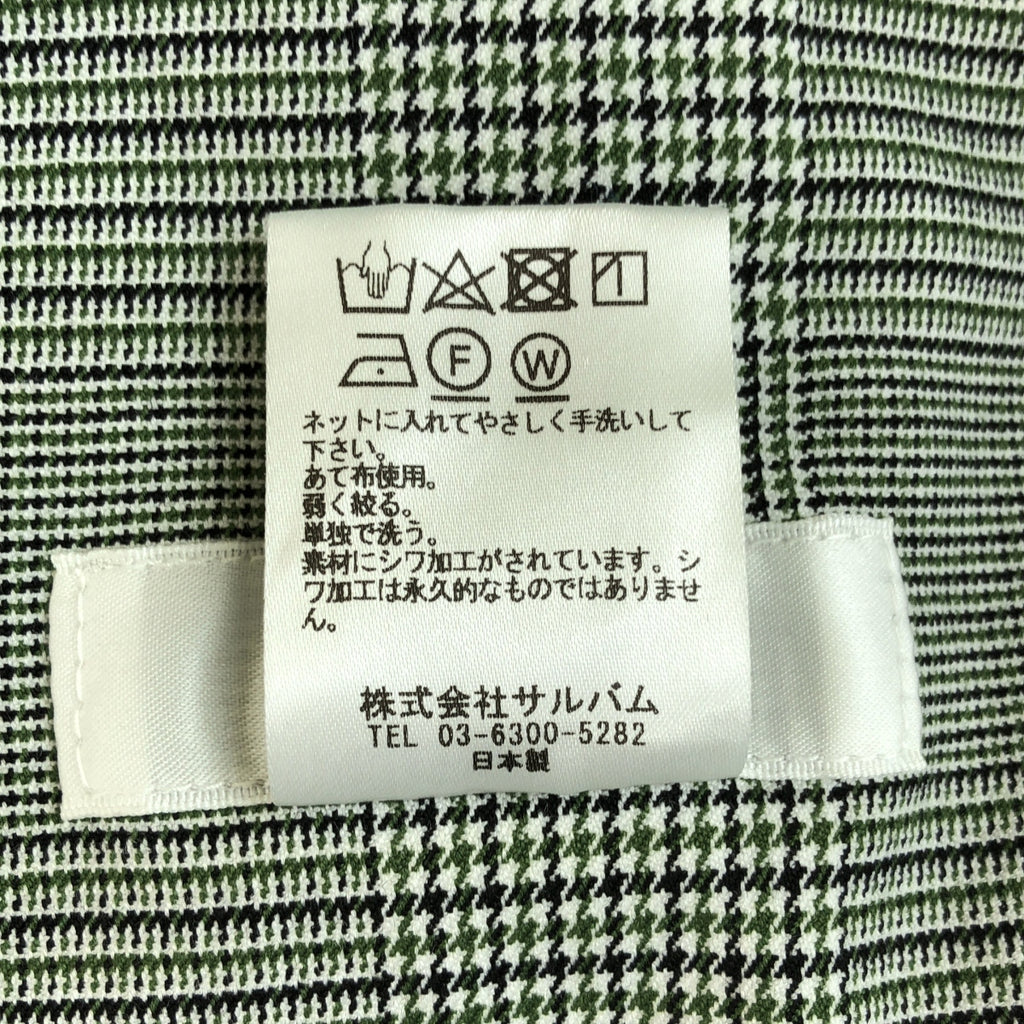 F W
ネットに入れてやさしく手洗いして
下さい。
あて布使用。
弱く絞る。
単独で洗う。
素材にシワ加工がされています。シ
ワ加工は永久的なものではありませ
ん。
株式会社サルバム
TEL 03-6300-5282
日本製